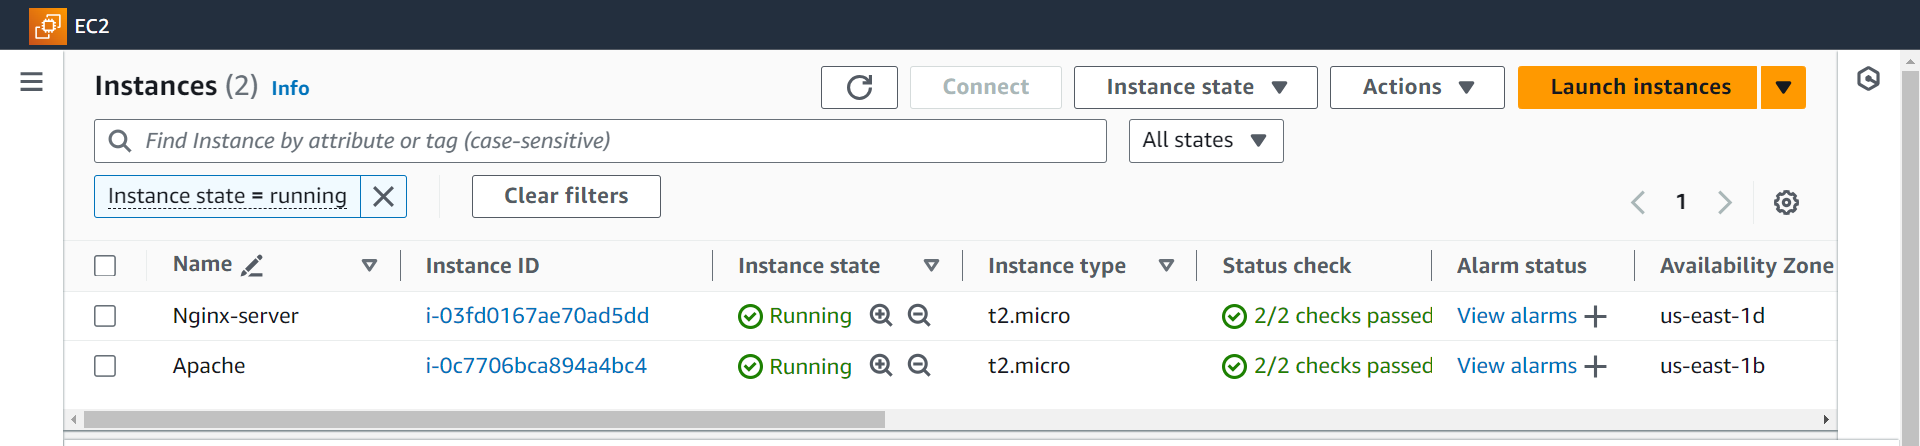 EC2
Instances (2) Info
Connect
Instance state
Actions
Launch instances
Find Instance by attribute or tag (case-sensitive)
All states
Instance state = running
Clear filters
1
Name Instance ID Instance state Instance type Status check Alarm status Availability Zone
Nginx-server i-03fd0167ae70ad5dd Running t2.micro 2/2 checks passed View alarms us-east-1d
Apache i-0c7706bca894a4bc4 Running t2.micro 2/2 checks passed View alarms us-east-1b